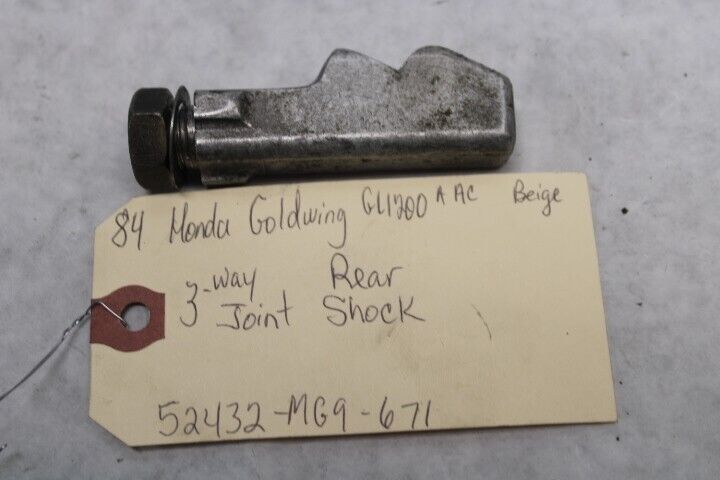 84 Honda Goldwing GL1200 A AC Beige
3-way Rear
Joint Shock
52432-MG9-671